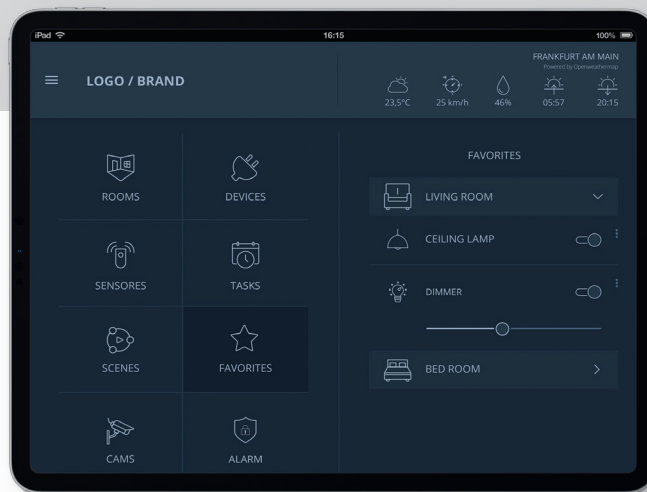 iPad
16:15
100%
LOGO / BRAND
FRANKFURT AM MAIN
Powered by Openweathermap
23,5°C
25 km/h
46%
05:57
20:15
ROOMS
DEVICES
SENSORES
TASKS
SCENES
FAVORITES
CAMS
ALARM
FAVORITES
LIVING ROOM
CEILING LAMP
DIMMER
BED ROOM